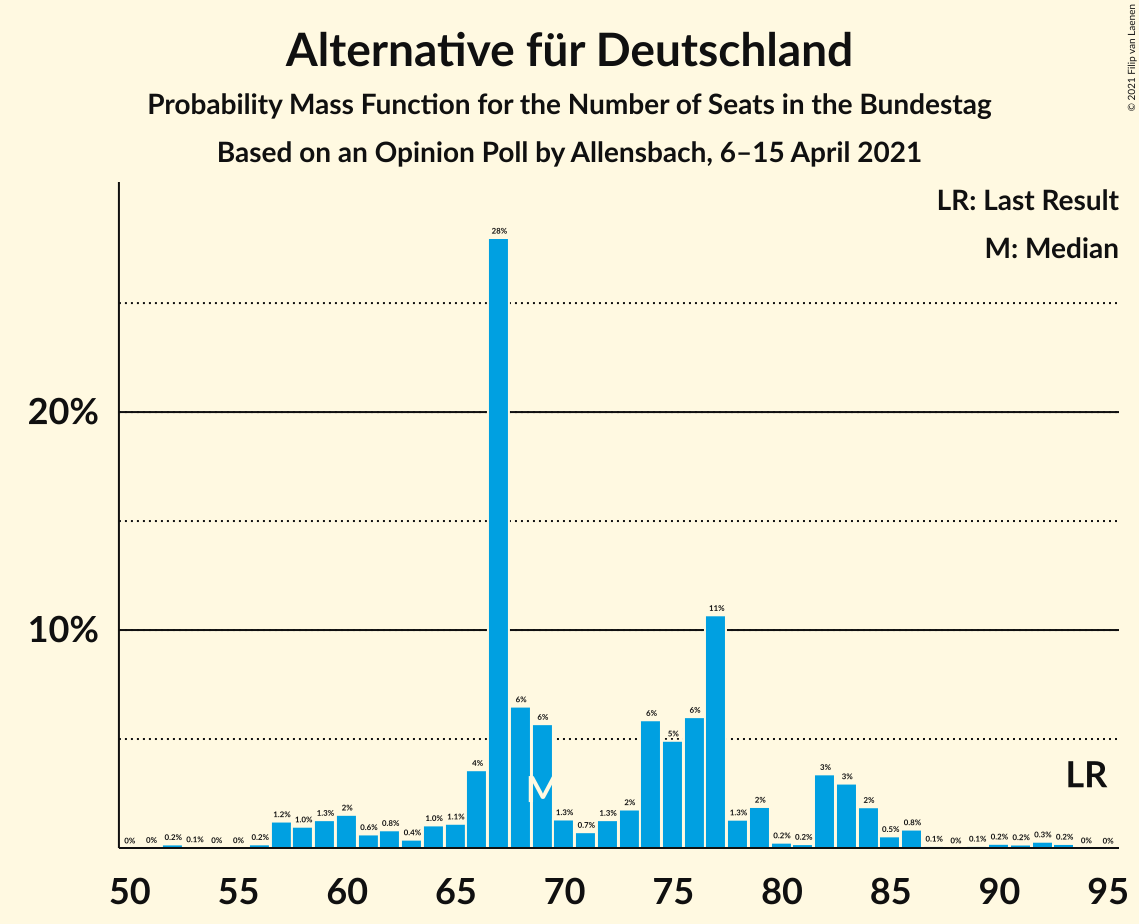 Alternative für Deutschland
Probability Mass Function for the Number of Seats in the Bundestag
Based on an Opinion Poll by Allensbach, 6–15 April 2021
© 2021 Filip van Laenen
LR: Last Result
M: Median
20%
10%
0% 0% 0.2% 0.1% 0% 0% 0.2% 1.2% 1.0% 1.3% 2% 0.6% 0.8% 0.4% 1.0% 1.1% 4% 28% 6% 6% 1.3% 0.7% 1.3% 2% 6% 5% 6% 11% 1.3% 2% 0.2% 0.2% 3% 3% 2% 0.5% 0.8% 0.1% 0% 0.1% 0.2% 0.2% 0.3% 0.2% 0% 0%
M
LR
50 55 60 65 70 75 80 85 90 95